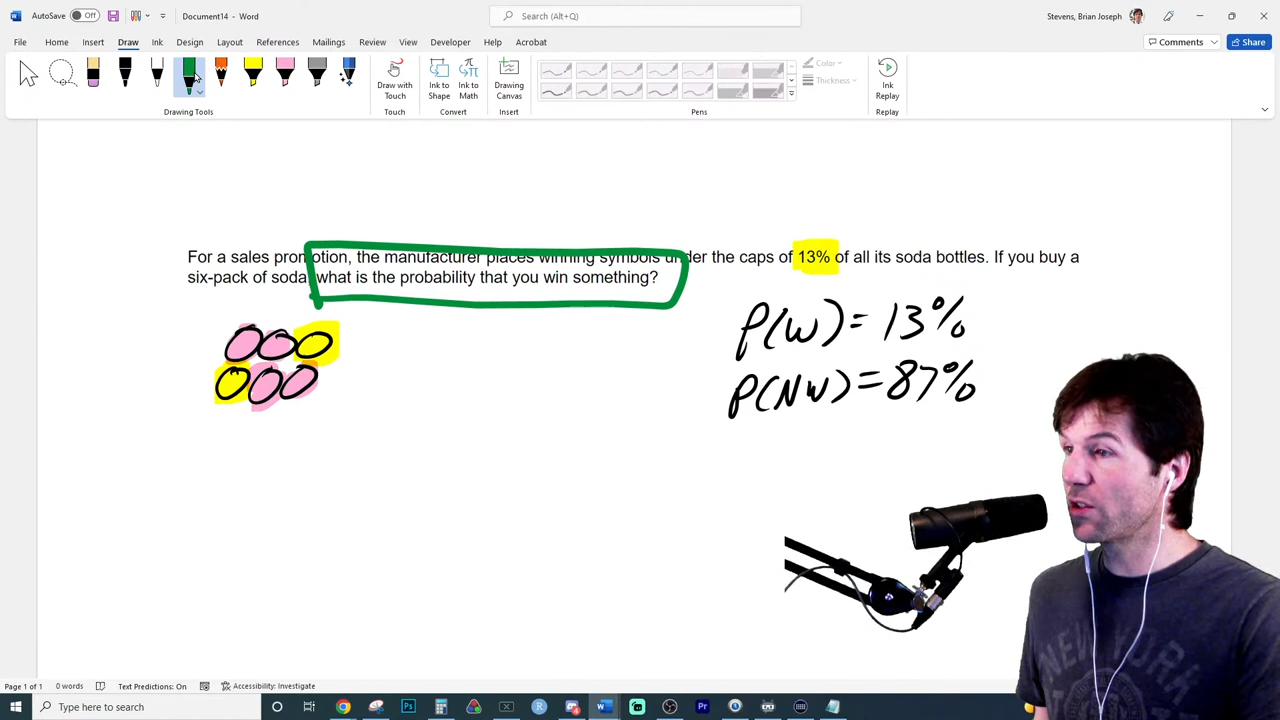 AutoSave Off Document14 - Word Search (Alt+Q) Stevens, Brian Joseph
File Home Insert Draw Ink Design Layout References Mailings Review View Developer Help Acrobat Comments Share
Draw with Touch
Ink to Shape
Ink to Math
Drawing Canvas
Color
Thickness
Ink Replay
Drawing Tools Touch Convert Insert Pens Replay
For a sales promotion, the manufacturer places winning symbols under the caps of 13% of all its soda bottles. If you buy a
six-pack of soda what is the probability that you win something?
P(W) = 13%
P(NW) = 87%
NEW YORK
Page 1 of 1 0 words Text Predictions: On Accessibility: Investigate
Type here to search